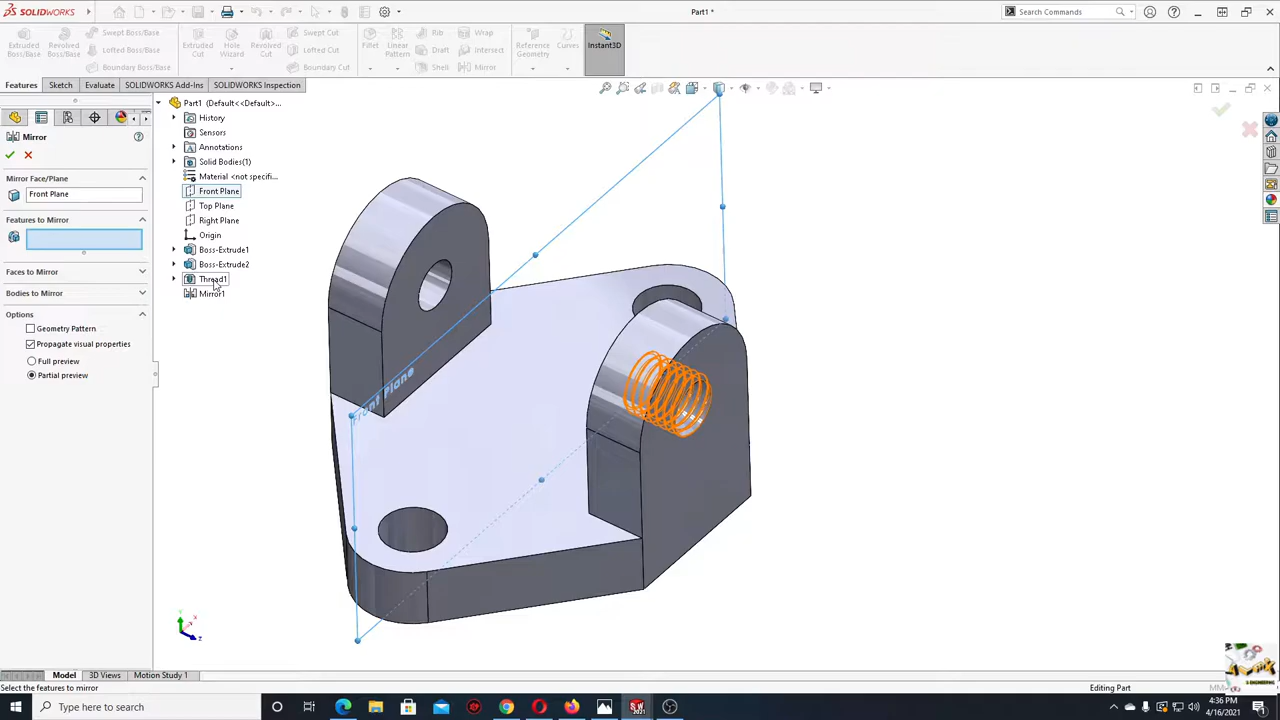 SOLIDWORKS
Part1 *
Search Commands
Extruded Boss/Base
Revolved Boss/Base
Swept Boss/Base
Lofted Boss/Base
Boundary Boss/Base
Extruded Cut
Hole Wizard
Revolved Cut
Swept Cut
Lofted Cut
Boundary Cut
Fillet
Linear Pattern
Rib
Draft
Shell
Wrap
Intersect
Mirror
Reference Geometry
Curves
Instant3D
Features
Sketch
Evaluate
SOLIDWORKS Add-Ins
SOLIDWORKS Inspection
Mirror
Mirror Face/Plane
Front Plane
Features to Mirror
Faces to Mirror
Bodies to Mirror
Options
Geometry Pattern
Propagate visual properties
Full preview
Partial preview
Part1 (Default<<Default>...
History
Sensors
Annotations
Solid Bodies(1)
Material <not specifi...
Front Plane
Top Plane
Right Plane
Origin
Boss-Extrude1
Boss-Extrude2
Thread1
Mirror1
Front Plane
Y
X
Z
Model
3D Views
Motion Study 1
Select the features to mirror
Editing Part
Type here to search
4:36 PM
4/16/2021